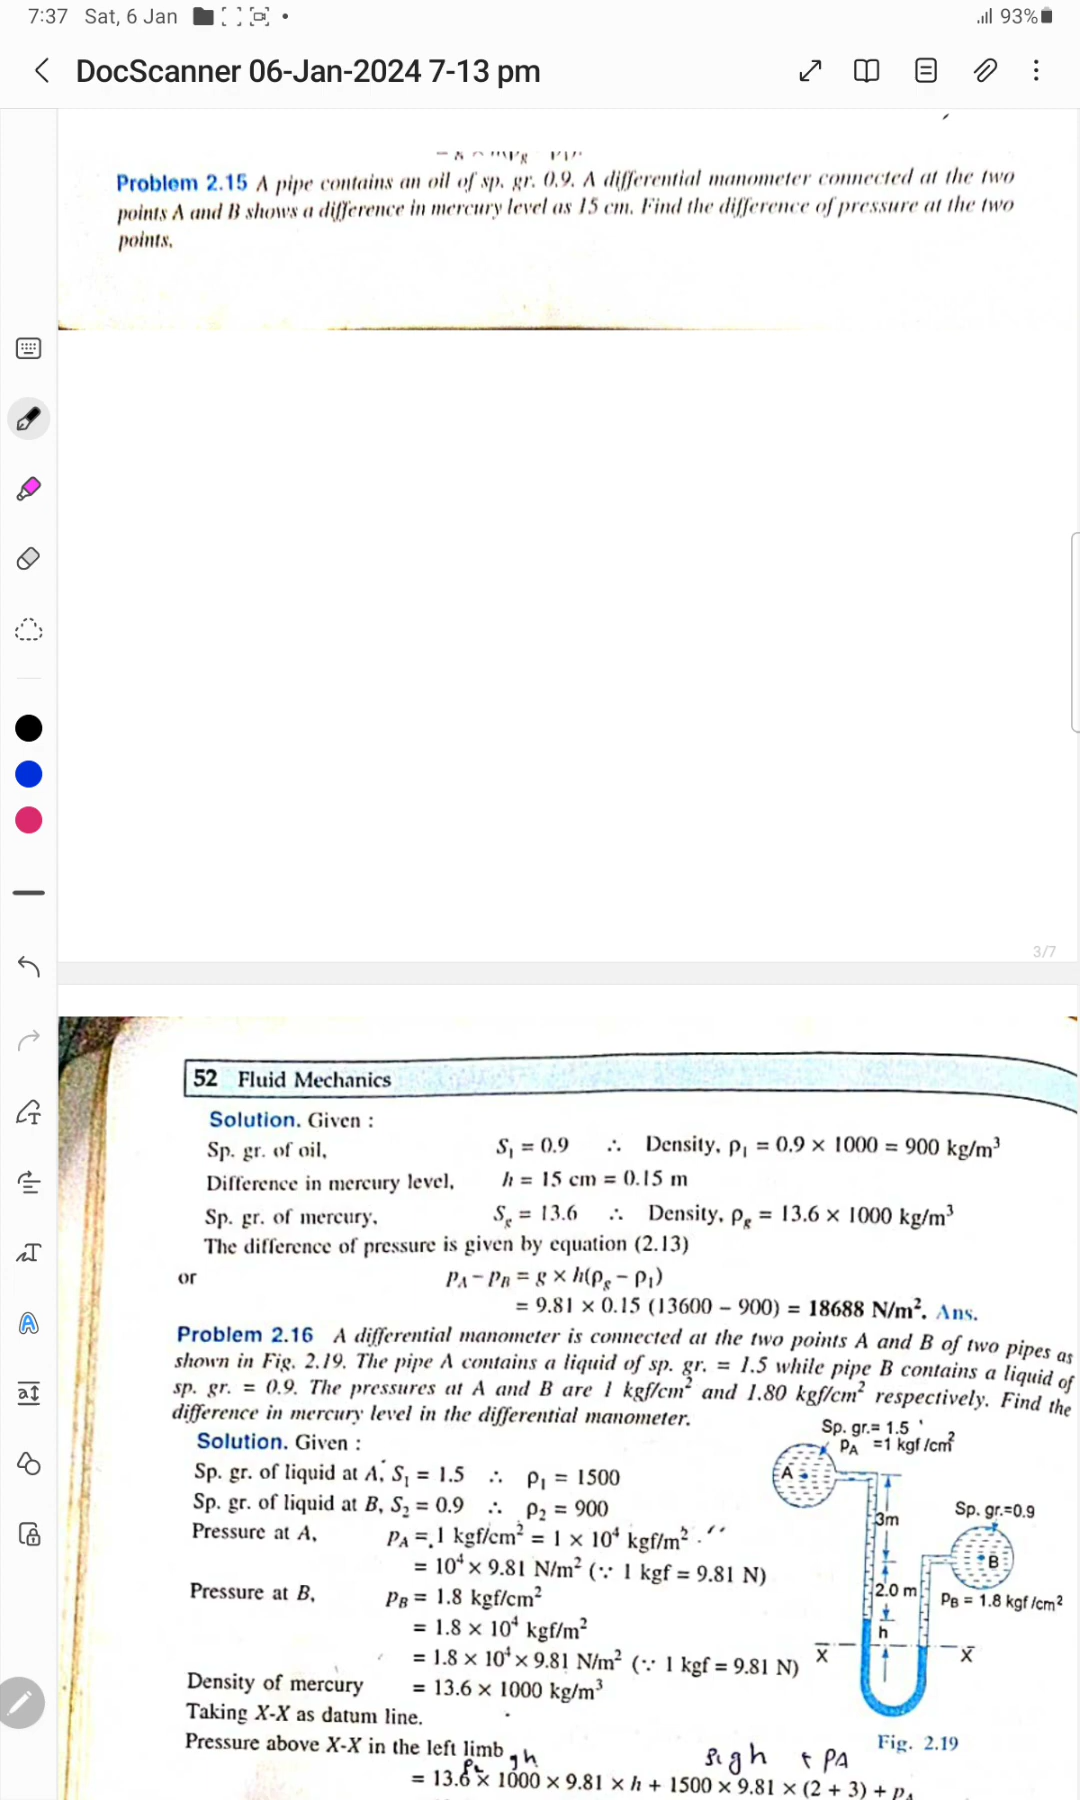 7:37 Sat, 6 Jan
93%
DocScanner 06-Jan-2024 7-13 pm
Problem 2.15 A pipe contains an oil of sp. gr. 0.9. A differential manometer connected at the two
points A and B shows a difference in mercury level as 15 cm. Find the difference of pressure at the two
points.
3/7
52 Fluid Mechanics
Solution. Given :
Sp. gr. of oil, S₁ = 0.9 ∴ Density, ρ₁ = 0.9 × 1000 = 900 kg/m³
Difference in mercury level, h = 15 cm = 0.15 m
Sp. gr. of mercury, S_g = 13.6 ∴ Density, ρ_g = 13.6 × 1000 kg/m³
The difference of pressure is given by equation (2.13)
or p_A – p_B = g × h(ρ_g – ρ₁)
= 9.81 × 0.15 (13600 – 900) = 18688 N/m². Ans.
Problem 2.16 A differential manometer is connected at the two points A and B of two pipes as
shown in Fig. 2.19. The pipe A contains a liquid of sp. gr. = 1.5 while pipe B contains a liquid of
sp. gr. = 0.9. The pressures at A and B are 1 kgf/cm² and 1.80 kgf/cm² respectively. Find the
difference in mercury level in the differential manometer.
Solution. Given :
Sp. gr. of liquid at A, S₁ = 1.5 ∴ ρ₁ = 1500
Sp. gr. of liquid at B, S₂ = 0.9 ∴ ρ₂ = 900
Pressure at A, p_A = 1 kgf/cm² = 1 × 10⁴ kgf/m²
= 10⁴ × 9.81 N/m² (∵ 1 kgf = 9.81 N)
Pressure at B, p_B = 1.8 kgf/cm²
= 1.8 × 10⁴ kgf/m²
= 1.8 × 10⁴ × 9.81 N/m² (∵ 1 kgf = 9.81 N)
Density of mercury = 13.6 × 1000 kg/m³
Taking X-X as datum line.
Pressure above X-X in the left limb
= 13.6 × 1000 × 9.81 × h + 1500 × 9.81 × (2 + 3) + p_A
gh
ρ₁gh + PA
Sp. gr.= 1.5
P_A =1 kgf/cm²
A
3m
Sp. gr.=0.9
B
2.0 m
P_B = 1.8 kgf/cm²
h
X
X
Fig. 2.19